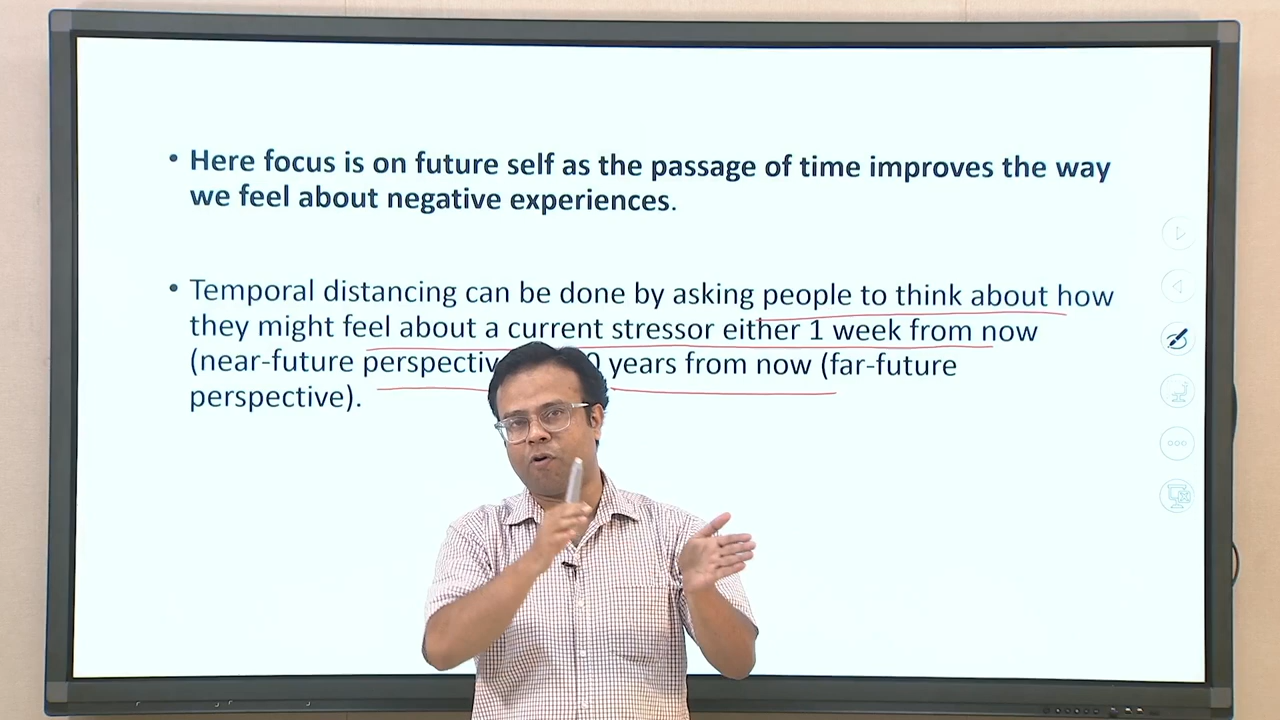 • Here focus is on future self as the passage of time improves the way
we feel about negative experiences.
• Temporal distancing can be done by asking people to think about how
they might feel about a current stressor either 1 week from now
(near-future perspectiv 0 years from now (far-future
perspective).